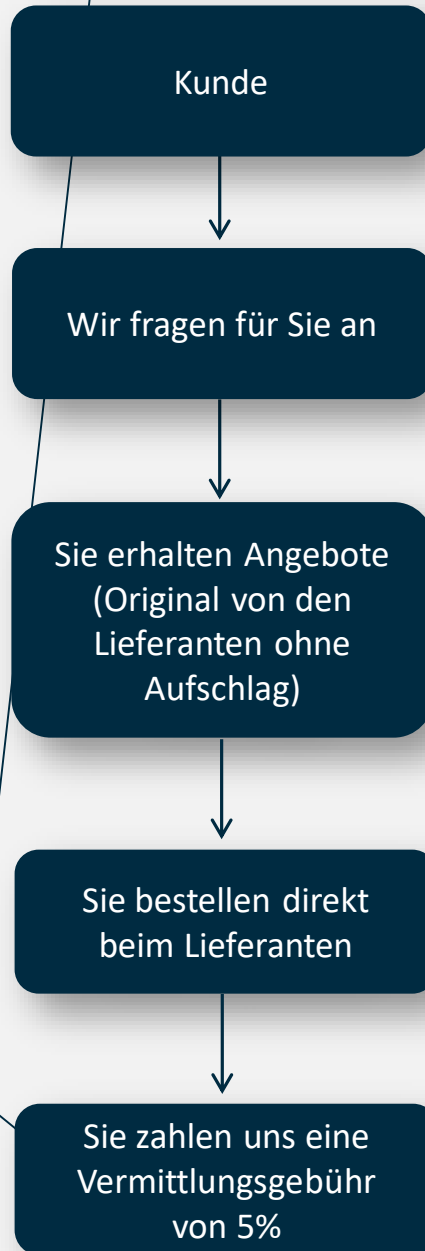 Kunde
Wir fragen für Sie an
Sie erhalten Angebote
(Original von den
Lieferanten ohne
Aufschlag)
Sie bestellen direkt
beim Lieferanten
Sie zahlen uns eine
Vermittlungsgebühr
von 5%